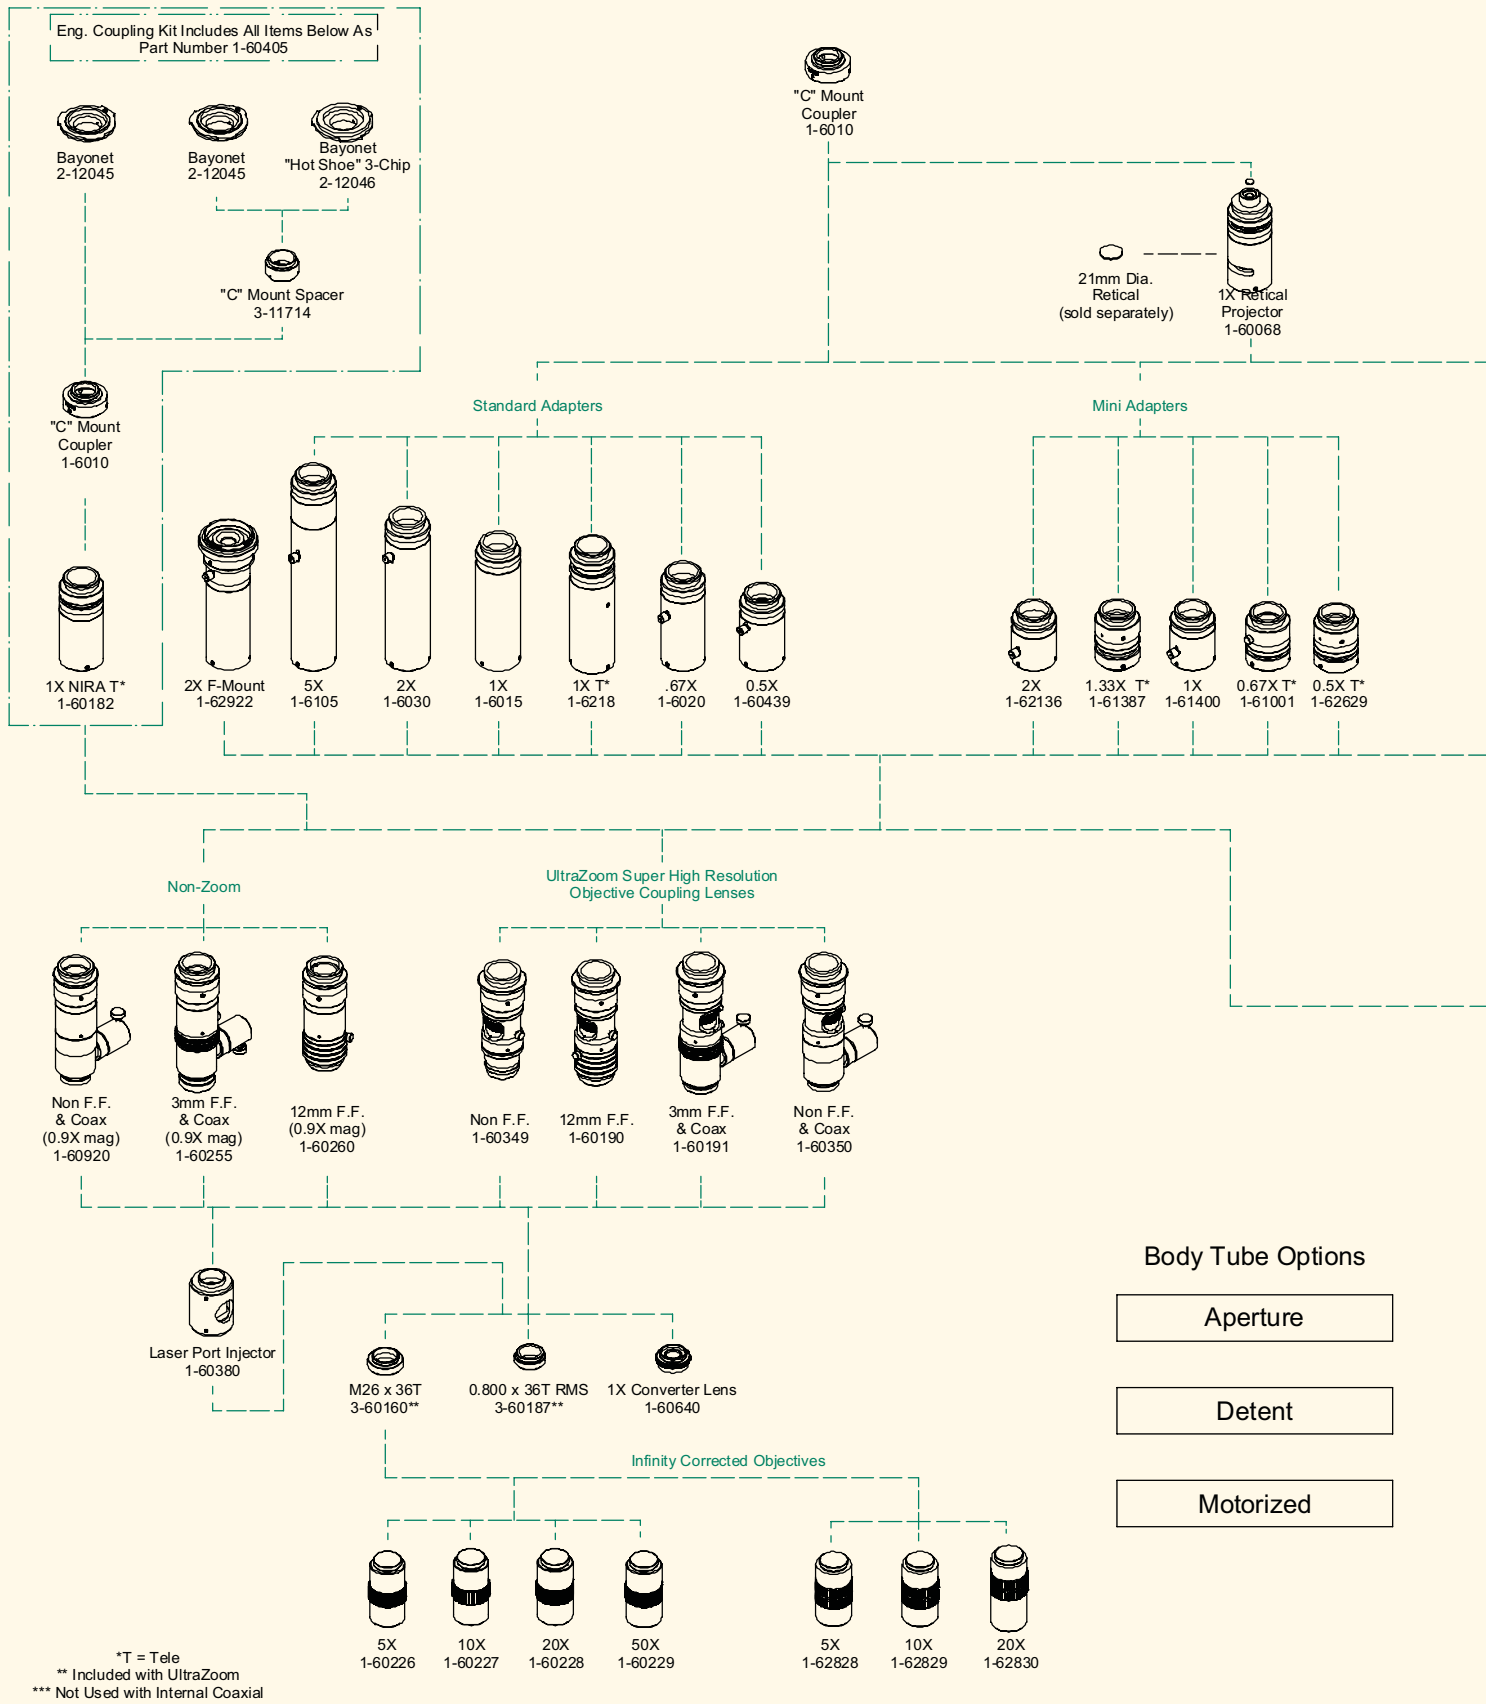 Eng. Coupling Kit Includes All Items Below As
Part Number 1-60405
Bayonet
2-12045
Bayonet
2-12045
Bayonet
"Hot Shoe" 3-Chip
2-12046
"C" Mount Spacer
3-11714
"C" Mount
Coupler
1-6010
1X NIRA T*
1-60182
"C" Mount
Coupler
1-6010
21mm Dia.
Retical
(sold separately)
1X Retical
Projector
1-60068
Standard Adapters
Mini Adapters
2X F-Mount
1-62922
5X
1-6105
2X
1-6030
1X
1-6015
1X T*
1-6218
.67X
1-6020
0.5X
1-60439
2X
1-62136
1.33X T*
1-61387
1X
1-61400
0.67X T*
1-61001
0.5X T*
1-62629
Non-Zoom
UltraZoom Super High Resolution
Objective Coupling Lenses
Non F.F.
& Coax
(0.9X mag)
1-60920
3mm F.F.
& Coax
(0.9X mag)
1-60255
12mm F.F.
(0.9X mag)
1-60260
Non F.F.
1-60349
12mm F.F.
1-60190
3mm F.F.
& Coax
1-60191
Non F.F.
& Coax
1-60350
Laser Port Injector
1-60380
M26 x 36T
3-60160**
0.800 x 36T RMS
3-60187**
1X Converter Lens
1-60640
Body Tube Options
Aperture
Detent
Motorized
Infinity Corrected Objectives
5X
1-60226
10X
1-60227
20X
1-60228
50X
1-60229
5X
1-62828
10X
1-62829
20X
1-62830
*T = Tele
** Included with UltraZoom
*** Not Used with Internal Coaxial